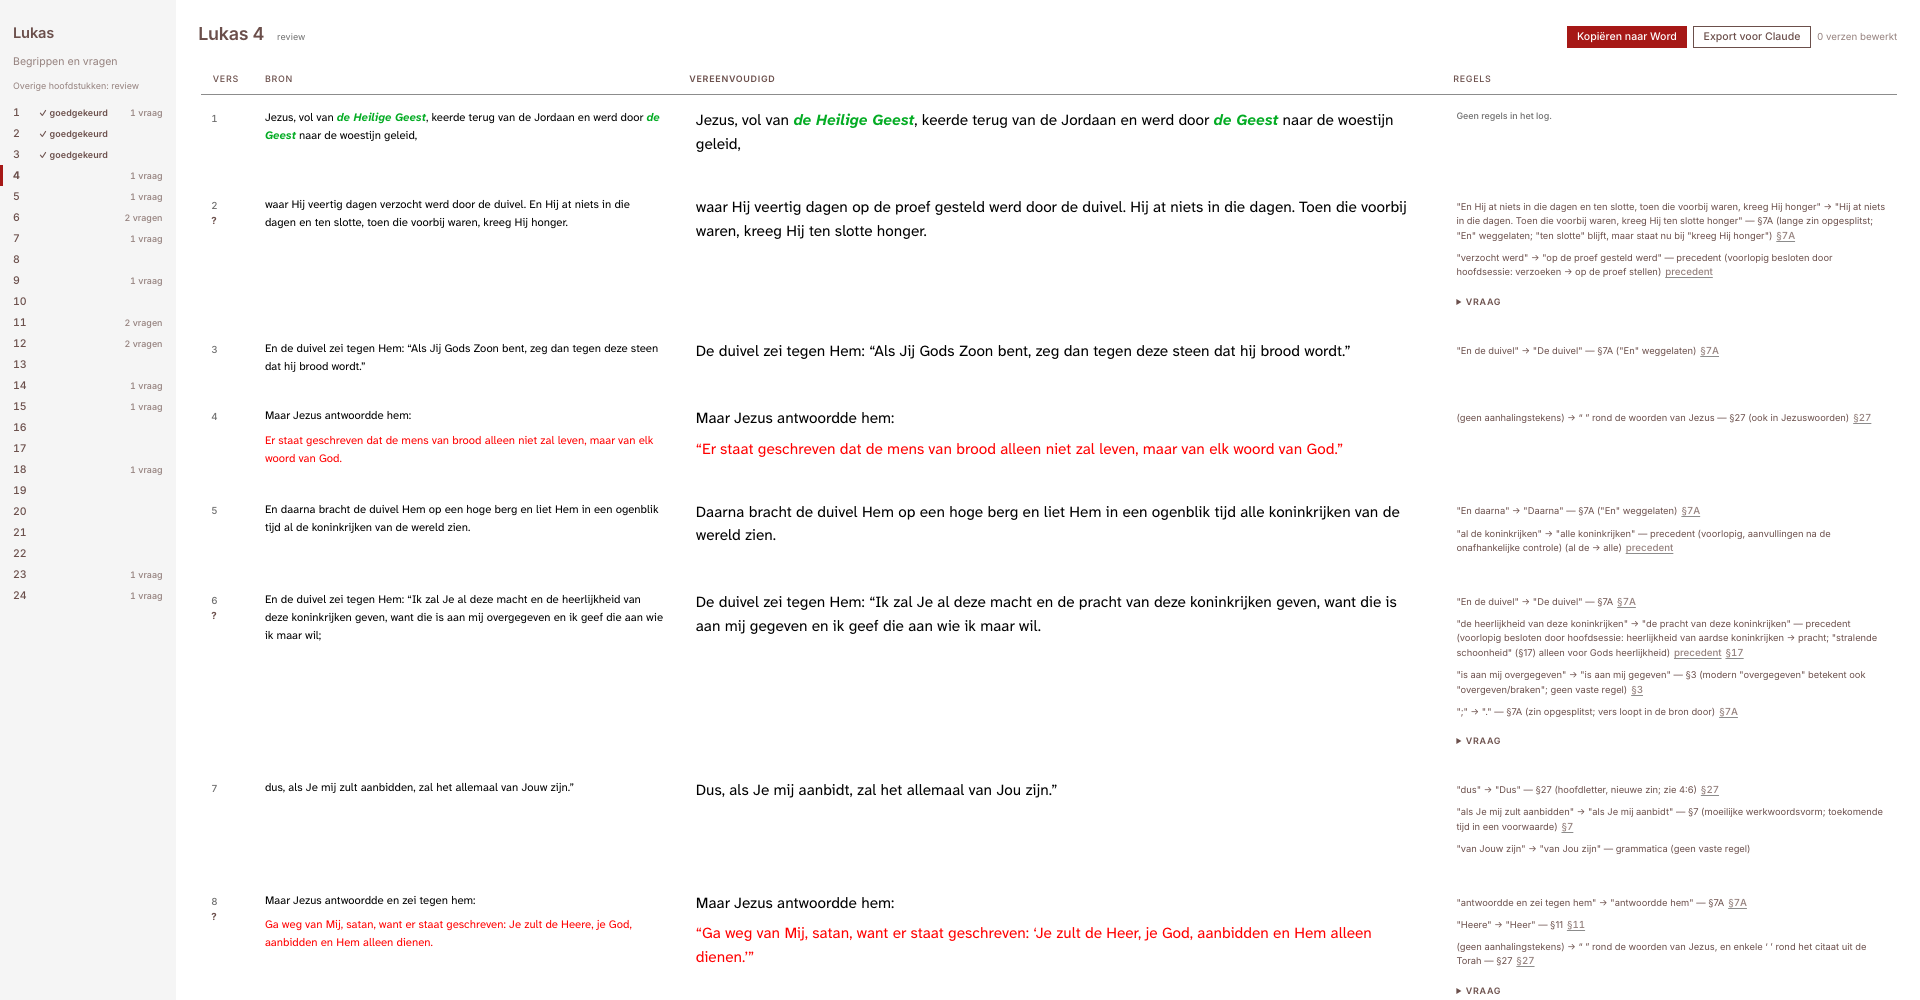 Lukas
Begrippen en vragen
Overige hoofdstukken: review
1 ✓ goedgekeurd 1 vraag
2 ✓ goedgekeurd
3 ✓ goedgekeurd
4 1 vraag
5 1 vraag
6 2 vragen
7 1 vraag
8
9 1 vraag
10
11 2 vragen
12 2 vragen
13
14 1 vraag
15 1 vraag
16
17
18 1 vraag
19
20
21
22
23 1 vraag
24 1 vraag
Lukas 4 review
Kopiëren naar Word Export voor Claude 0 verzen bewerkt
VERS BRON VEREENVOUDIGD REGELS
1
Jezus, vol van de Heilige Geest, keerde terug van de Jordaan en werd door de
Geest naar de woestijn geleid,
Jezus, vol van de Heilige Geest, keerde terug van de Jordaan en werd door de Geest naar de woestijn
geleid,
Geen regels in het log.
2
?
waar Hij veertig dagen verzocht werd door de duivel. En Hij at niets in die
dagen en ten slotte, toen die voorbij waren, kreeg Hij honger.
waar Hij veertig dagen op de proef gesteld werd door de duivel. Hij at niets in die dagen. Toen die voorbij
waren, kreeg Hij ten slotte honger.
"En Hij at niets in die dagen en ten slotte, toen die voorbij waren, kreeg Hij honger" → "Hij at niets
in die dagen. Toen die voorbij waren, kreeg Hij ten slotte honger" — §7A (lange zin opgesplitst;
"En" weggelaten; "ten slotte" blijft, maar staat nu bij "kreeg Hij honger") §7A
"verzocht werd" → "op de proef gesteld werd" — precedent (voorlopig besloten door
hoofdsessie: verzoeken → op de proef stellen) precedent
▶ VRAAG
3
En de duivel zei tegen Hem: “Als Jij Gods Zoon bent, zeg dan tegen deze steen
dat hij brood wordt.”
De duivel zei tegen Hem: “Als Jij Gods Zoon bent, zeg dan tegen deze steen dat hij brood wordt.”
"En de duivel" → "De duivel" — §7A ("En" weggelaten) §7A
4
Maar Jezus antwoordde hem:
Er staat geschreven dat de mens van brood alleen niet zal leven, maar van elk
woord van God.
Maar Jezus antwoordde hem:
“Er staat geschreven dat de mens van brood alleen niet zal leven, maar van elk woord van God.”
(geen aanhalingstekens) → “ ” rond de woorden van Jezus — §27 (ook in Jezuswoorden) §27
5
En daarna bracht de duivel Hem op een hoge berg en liet Hem in een ogenblik
tijd al de koninkrijken van de wereld zien.
Daarna bracht de duivel Hem op een hoge berg en liet Hem in een ogenblik tijd alle koninkrijken van de
wereld zien.
"En daarna" → "Daarna" — §7A ("En" weggelaten) §7A
"al de koninkrijken" → "alle koninkrijken" — precedent (voorlopig, aanvullingen na de
onafhankelijke controle) (al de → alle) precedent
6
?
En de duivel zei tegen Hem: “Ik zal Je al deze macht en de heerlijkheid van
deze koninkrijken geven, want die is aan mij overgegeven en ik geef die aan wie
ik maar wil;
De duivel zei tegen Hem: “Ik zal Je al deze macht en de pracht van deze koninkrijken geven, want die is
aan mij gegeven en ik geef die aan wie ik maar wil.
"En de duivel" → "De duivel" — §7A §7A
"de heerlijkheid van deze koninkrijken" → "de pracht van deze koninkrijken" — precedent
(voorlopig besloten door hoofdsessie: heerlijkheid van aardse koninkrijken → pracht; "stralende
schoonheid" (§17) alleen voor Gods heerlijkheid) precedent §17
"is aan mij overgegeven" → "is aan mij gegeven" — §3 (modern "overgegeven" betekent ook
"overgeven/braken"; geen vaste regel) §3
";" → "." — §7A (zin opgesplitst; vers loopt in de bron door) §7A
▶ VRAAG
7
dus, als Je mij zult aanbidden, zal het allemaal van Jouw zijn.”
Dus, als Je mij aanbidt, zal het allemaal van Jou zijn.”
"dus" → "Dus" — §27 (hoofdletter, nieuwe zin; zie 4:6) §27
"als Je mij zult aanbidden" → "als Je mij aanbidt" — §7 (moeilijke werkwoordsvorm; toekomende
tijd in een voorwaarde) §7
"van Jouw zijn" → "van Jou zijn" — grammatica (geen vaste regel)
8
?
Maar Jezus antwoordde en zei tegen hem:
Ga weg van Mij, satan, want er staat geschreven: Je zult de Heere, je God,
aanbidden en Hem alleen dienen.
Maar Jezus antwoordde hem:
“Ga weg van Mij, satan, want er staat geschreven: ‘Je zult de Heer, je God, aanbidden en Hem alleen
dienen.’”
"antwoordde en zei tegen hem" → "antwoordde hem" — §7A §7A
"Heere" → "Heer" — §11 §11
(geen aanhalingstekens) → “ ” rond de woorden van Jezus, en enkele ‘ ’ rond het citaat uit de
Torah — §27 §27
▶ VRAAG